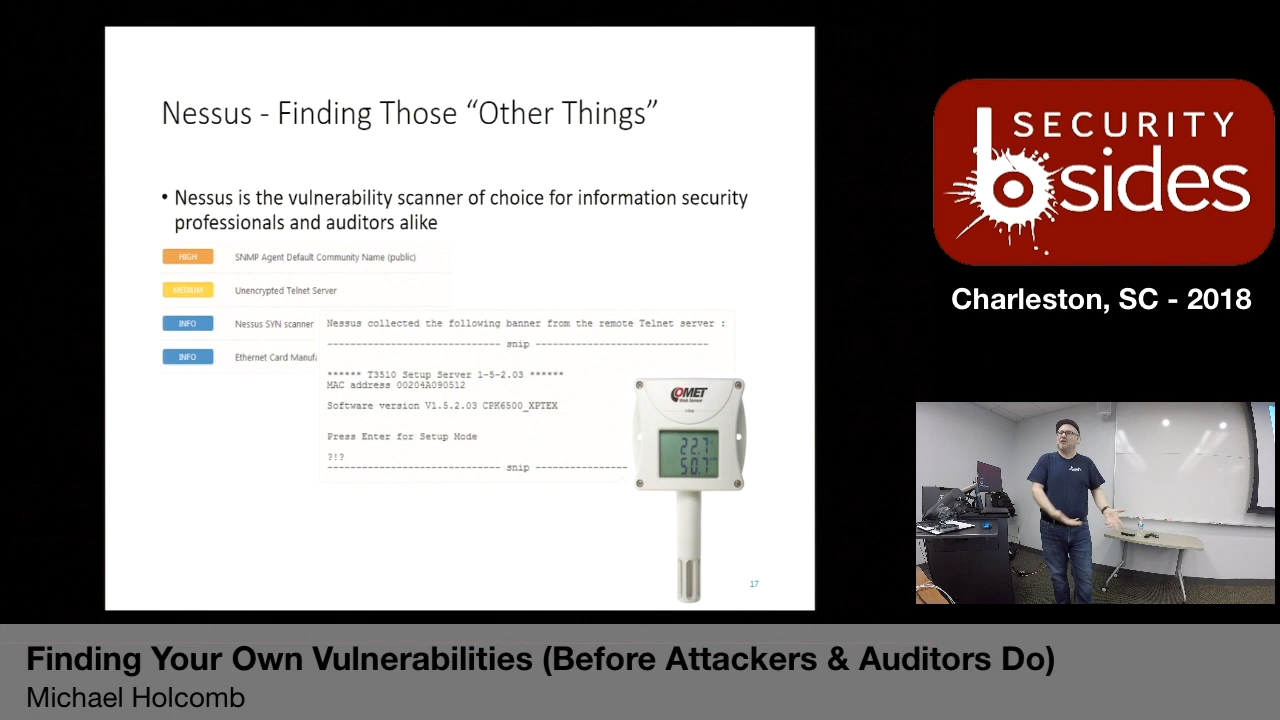 Nessus - Finding Those “Other Things”
• Nessus is the vulnerability scanner of choice for information security
professionals and auditors alike
HIGH SNMP Agent Default Community Name (public)
MEDIUM Unencrypted Telnet Server
INFO Nessus SYN scanner
INFO Ethernet Card Manufa
Nessus collected the following banner from the remote Telnet server :
------------------------------ snip ------------------------------
****** T3510 Setup Server 1-5-2.03 ******
MAC address 00204A090512
Software version V1.5.2.03 CPK6500_XPTEX
Press Enter for Setup Mode
?!?
------------------------------ snip ----------------
COMET
Web Sensor
22.7
50.7
17
SECURITY
bsides
Charleston, SC - 2018
Finding Your Own Vulnerabilities (Before Attackers & Auditors Do)
Michael Holcomb